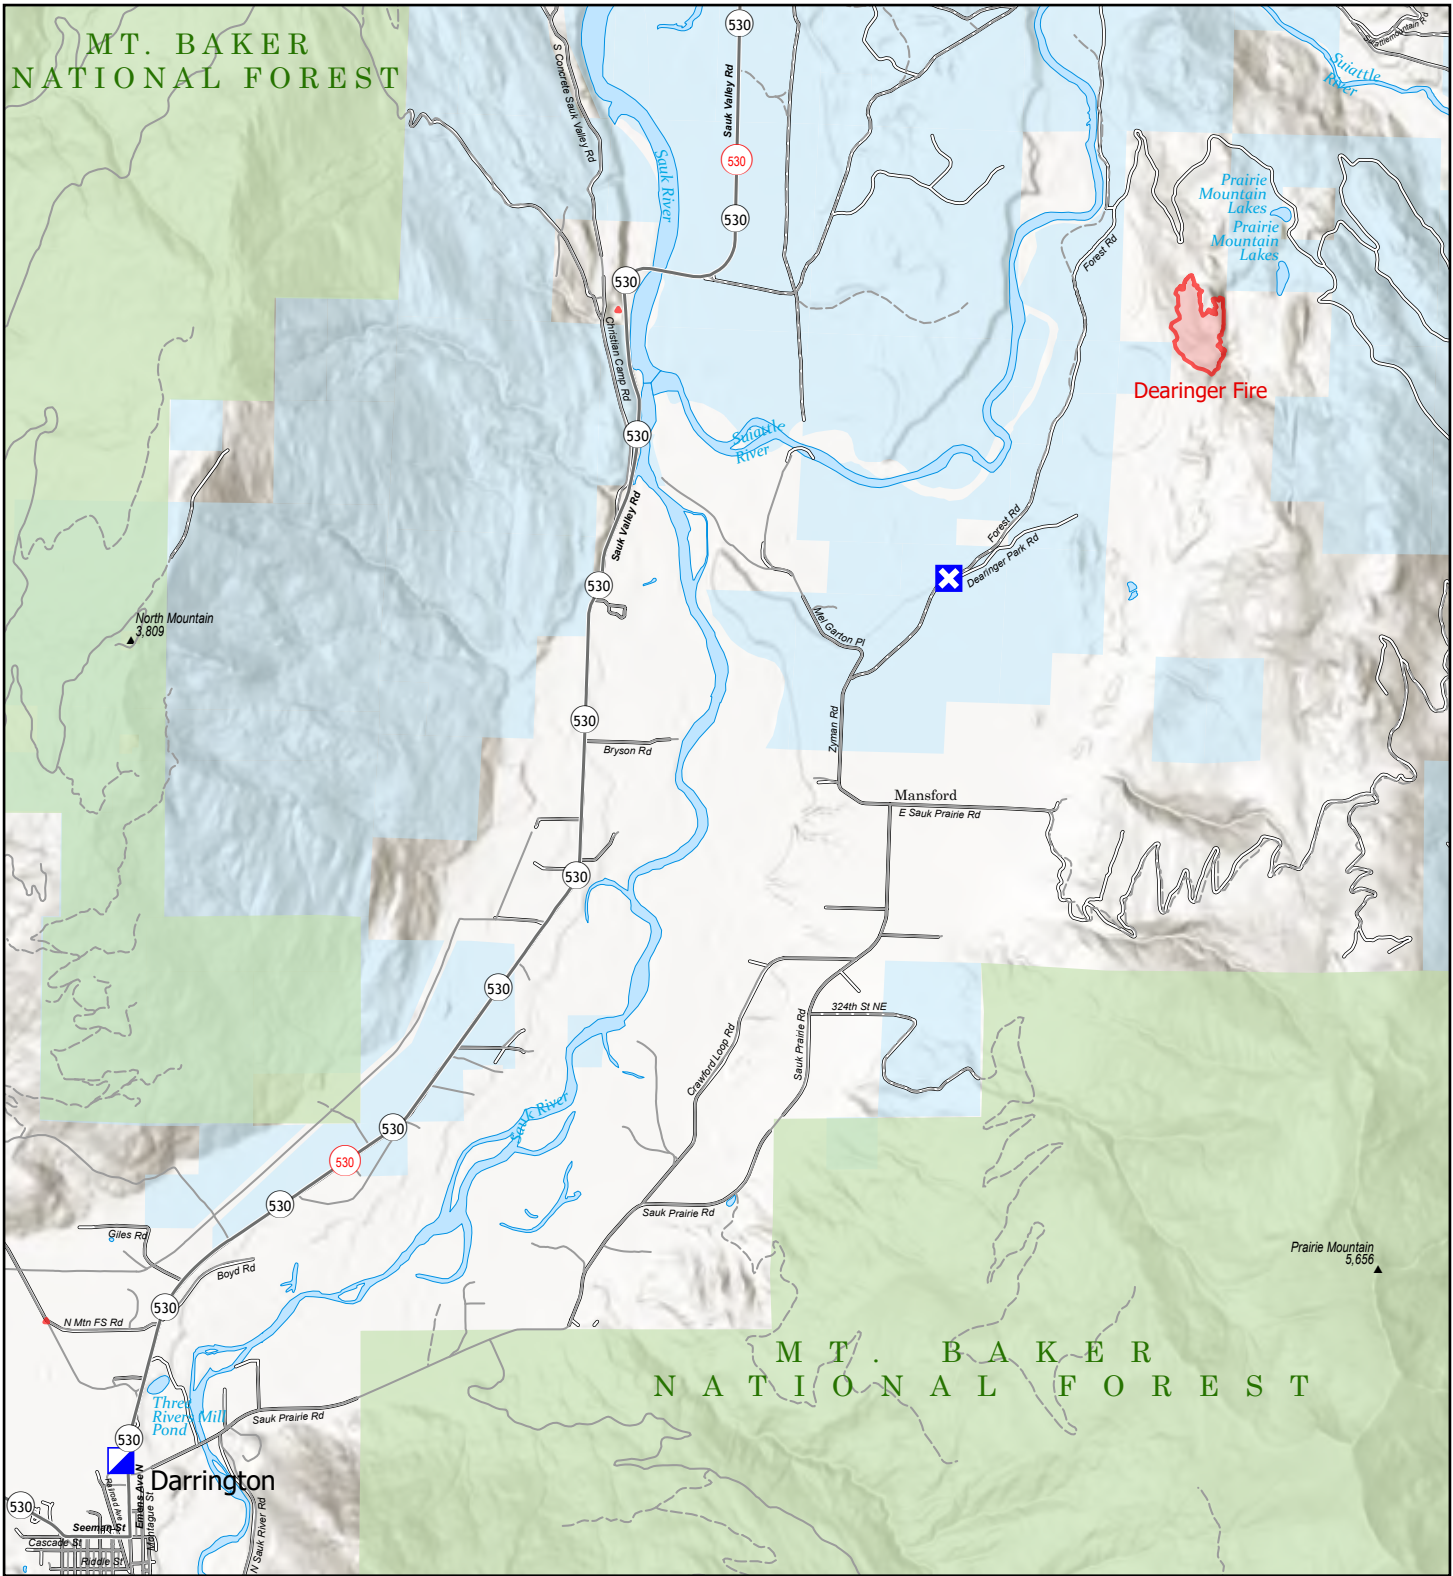 MT. BAKER
NATIONAL FOREST
530
Sauk Valley Rd
530
530
530
S Concrete Sauk Valley Rd
Sauk River
Suiattle
River
Prairie
Mountain
Lakes
Prairie
Mountain
Lakes
Forest Rd
Christian Camp Rd
Dearinger Fire
530
Suiattle
River
Sauk Valley Rd
Forest Rd
Dearinger Park Rd
530
North Mountain
3,809
Mel Garton Pl
Zyman Rd
530
Bryson Rd
Mansford
E Sauk Prairie Rd
530
530
324th St NE
Crawford Loop Rd
Sauk Prairie Rd
Sauk River
530
530
530
Sauk Prairie Rd
Giles Rd
Boyd Rd
Prairie Mountain
5,656
530
N Mtn FS Rd
MT. BAKER
NATIONAL FOREST
Three
Rivers Mill
Pond
Sauk Prairie Rd
530
Darrington
530
Railroad Ave
Emens Ave N
Montague St
N Sauk River Rd
Seeman St
Cascade St
Riddle St